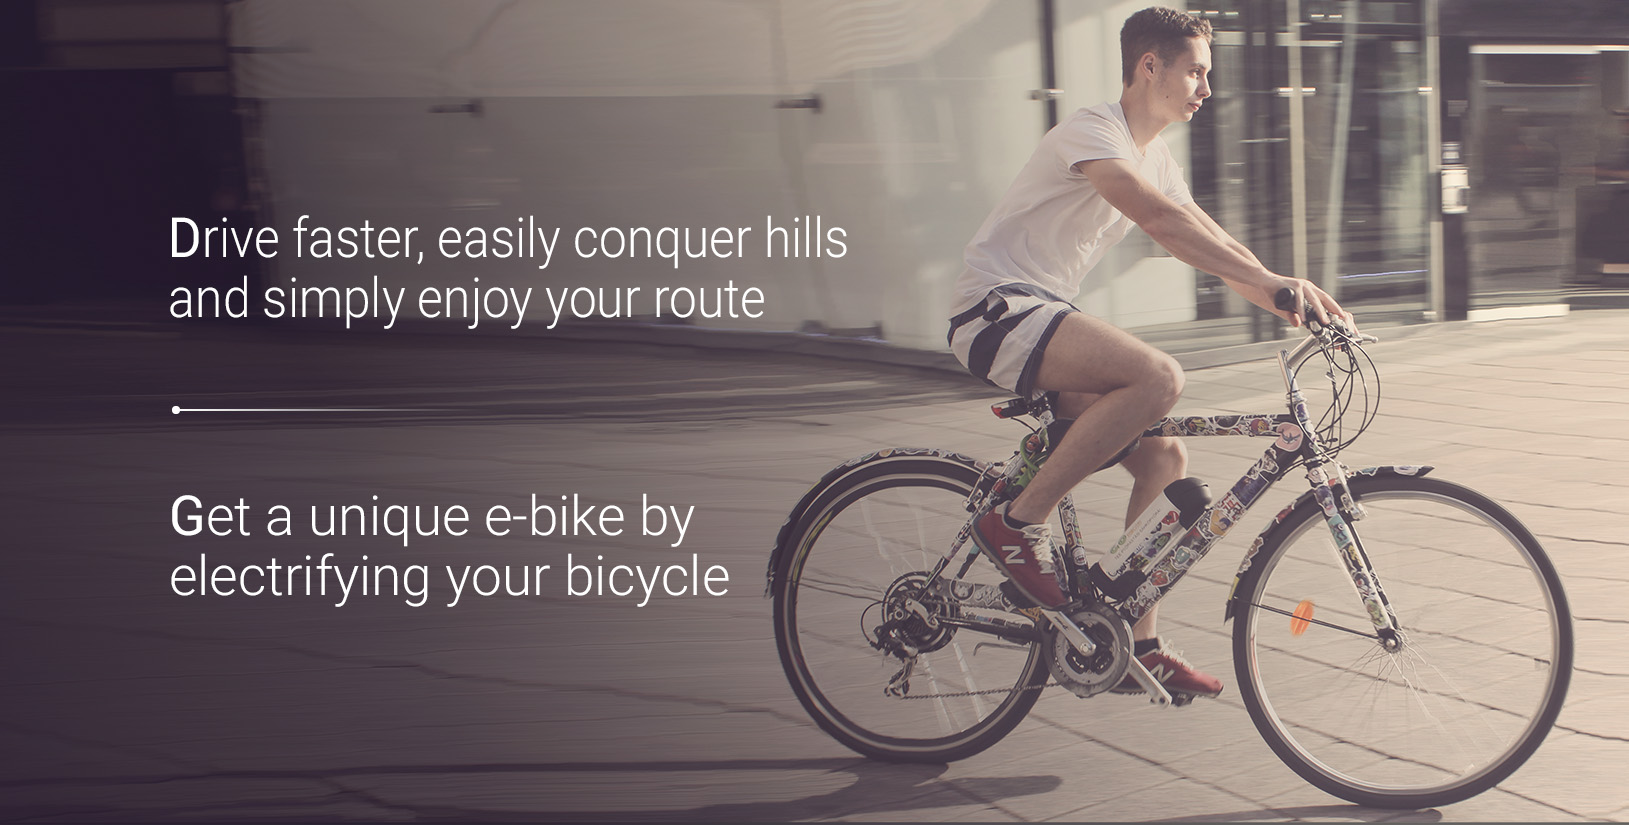 Drive faster, easily conquer hills
and simply enjoy your route
Get a unique e-bike by
electrifying your bicycle
N
N